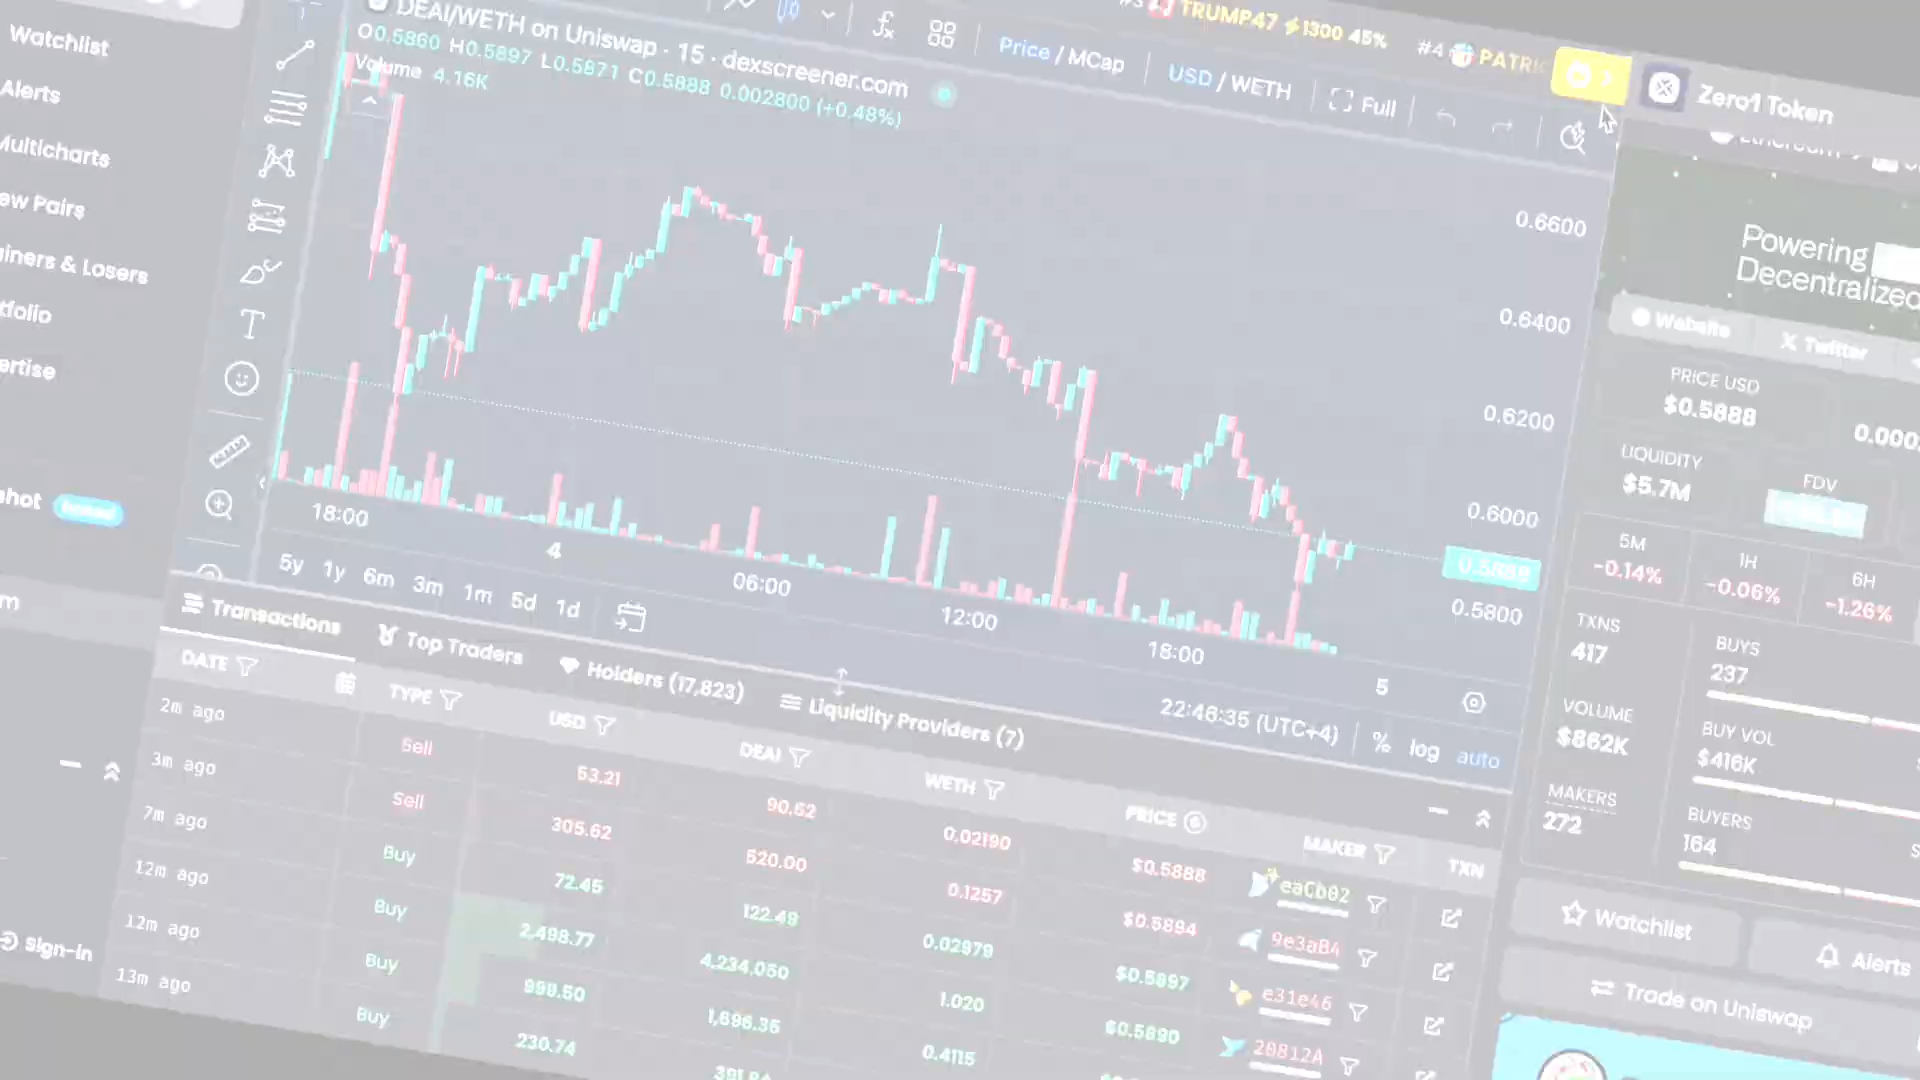 Watchlist
Alerts
Multicharts
ew Pairs
iners & Losers
tfolio
ertise
shot
Sign-in
DEAI/WETH on Uniswap · 15 · dexscreener.com
O0.5860 H0.5897 L0.5871 C0.5888 0.002800 (+0.48%)
Volume 4.16K
Price / MCap
USD / WETH
Full
TRUMP47 1300 45%
#4 PATRI
0.6600
0.6400
0.6200
0.6000
0.5800
18:00
4
06:00
12:00
18:00
5
5y 1y 6m 3m 1m 5d 1d
22:46:35 (UTC+4)
% log auto
Transactions
Top Traders
Holders (17,823)
Liquidity Providers (7)
DATE TYPE USD DEAI WETH PRICE MAKER TXN
2m ago Sell 53.21 90.52 0.02190 $0.5888 eaCb02
3m ago Sell 305.62 520.00 0.1257 $0.5894 9e3aB4
7m ago Buy 72.45 122.49 0.02979 $0.5897 e31e46
12m ago Buy 2,498.77 4,234.050 1.020 $0.5890 20812A
12m ago Buy 999.50 1,696.35 0.4115
13m ago Buy 230.74
Zero1 Token
Powering
Decentralized
Website
Twitter
PRICE USD
$0.5888
0.000
LIQUIDITY
$5.7M
FDV
5M
-0.14%
1H
-0.06%
6H
-1.26%
TXNS
417
BUYS
237
VOLUME
$862K
BUY VOL
$416K
MAKERS
272
BUYERS
164
Watchlist
Alerts
Trade on Uniswap